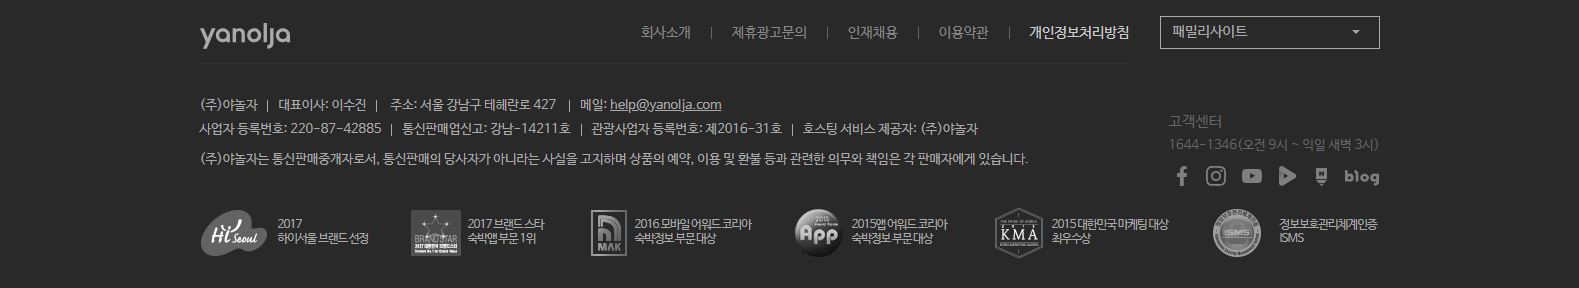 yanolja
회사소개 | 제휴광고문의 | 인재채용 | 이용약관 | 개인정보처리방침
패밀리사이트
(주)야놀자 | 대표이사: 이수진 | 주소: 서울 강남구 테헤란로 427 | 메일: help@yanolja.com
사업자 등록번호: 220-87-42885 | 통신판매업신고: 강남-14211호 | 관광사업자 등록번호: 제2016-31호 | 호스팅 서비스 제공자: (주)야놀자
(주)야놀자는 통신판매중개자로서, 통신판매의 당사자가 아니라는 사실을 고지하며 상품의 예약, 이용 및 환불 등과 관련한 의무와 책임은 각 판매자에게 있습니다.
고객센터
1644-1346(오전 9시 ~ 익일 새벽 3시)
blog
Hi Seoul
2017
하이서울 브랜드 선정
BRAND STAR
2017 브랜드 스타
숙박앱 부문 1위
MAK
2016 모바일 어워드 코리아
숙박정보 부문 대상
2015
App
2015앱 어워드 코리아
숙박정보 부문 대상
KMA
2015 대한민국 마케팅 대상
최우수상
ISMS
정보보호관리체계인증
ISMS